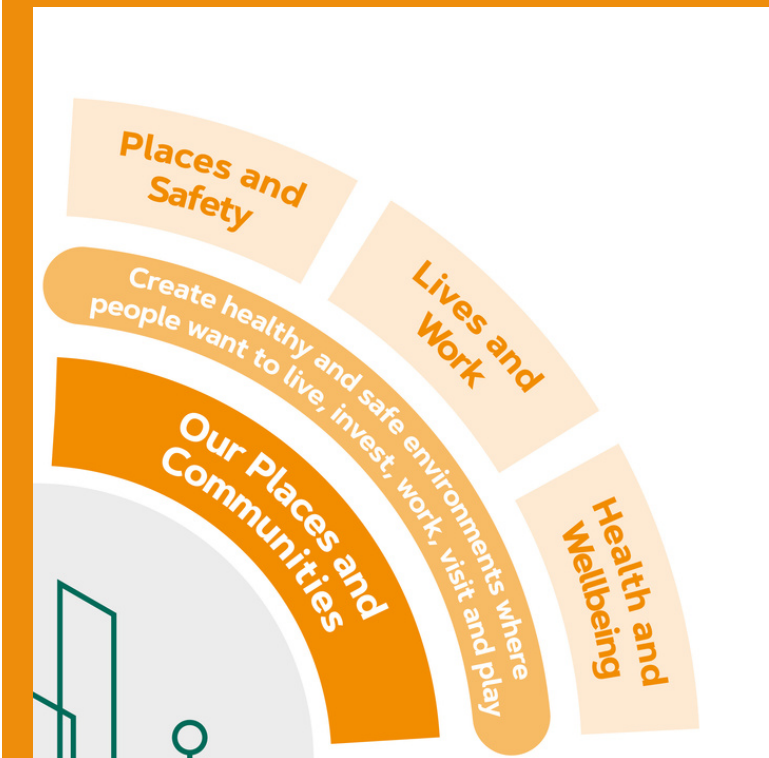 Places and
Safety
Lives and
Work
Health and
Wellbeing
Create healthy and safe environments where
people want to live, invest, work, visit and play
Our Places and
Communities